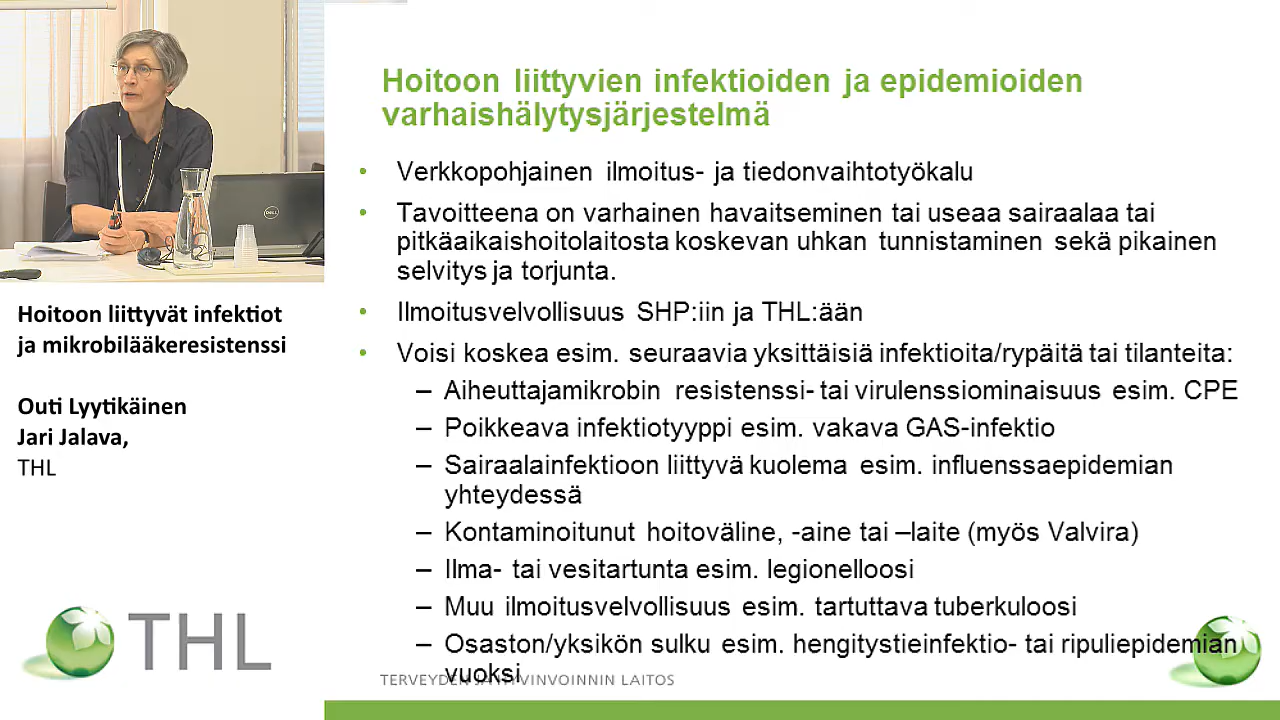 Hoitoon liittyvien infektioiden ja epidemioiden
varhaishälytysjärjestelmä
• Verkkopohjainen ilmoitus- ja tiedonvaihtotyökalu
• Tavoitteena on varhainen havaitseminen tai useaa sairaalaa tai
pitkäaikaishoitolaitosta koskevan uhkan tunnistaminen sekä pikainen
selvitys ja torjunta.
• Ilmoitusvelvollisuus SHP:iin ja THL:ään
• Voisi koskea esim. seuraavia yksittäisiä infektioita/rypäitä tai tilanteita:
– Aiheuttajamikrobin resistenssi- tai virulenssiominaisuus esim. CPE
– Poikkeava infektiotyyppi esim. vakava GAS-infektio
– Sairaalainfektioon liittyvä kuolema esim. influenssaepidemian
yhteydessä
– Kontaminoitunut hoitoväline, -aine tai –laite (myös Valvira)
– Ilma- tai vesitartunta esim. legionelloosi
– Muu ilmoitusvelvollisuus esim. tartuttava tuberkuloosi
– Osaston/yksikön sulku esim. hengitystieinfektio- tai ripuliepidemian
vuoksi
TERVEYDEN JA HYVINVOINNIN LAITOS
DELL
Hoitoon liittyvät infektiot
ja mikrobilääkeresistenssi
Outi Lyytikäinen
Jari Jalava,
THL
THL